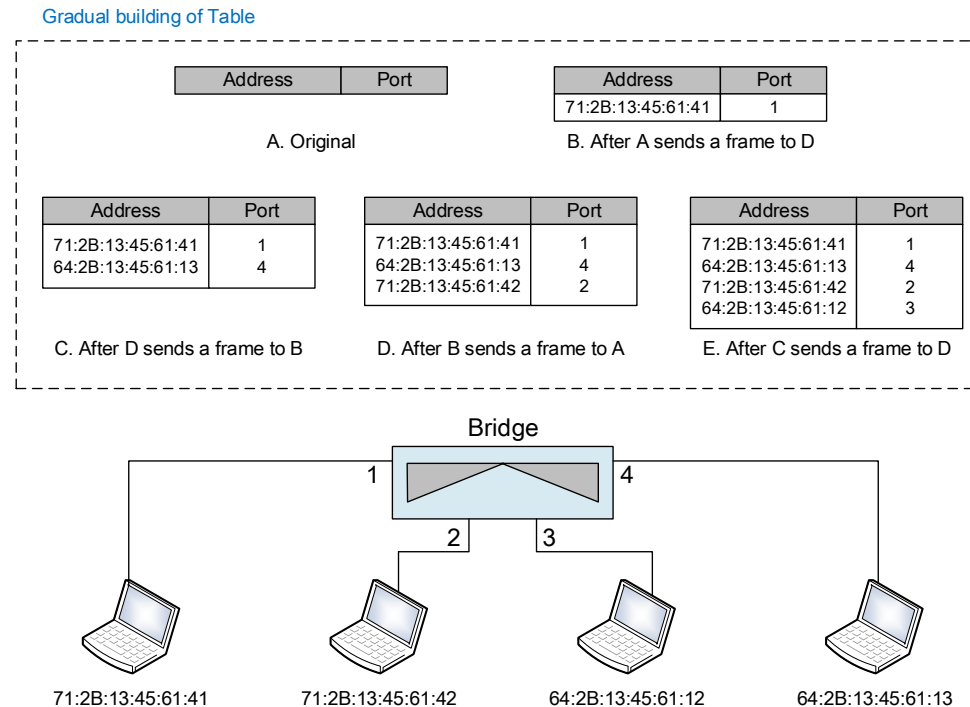 Gradual building of Table
Address Port
A. Original
Address Port
71:2B:13:45:61:41 1
B. After A sends a frame to D
Address Port
71:2B:13:45:61:41 1
64:2B:13:45:61:13 4
C. After D sends a frame to B
Address Port
71:2B:13:45:61:41 1
64:2B:13:45:61:13 4
71:2B:13:45:61:42 2
D. After B sends a frame to A
Address Port
71:2B:13:45:61:41 1
64:2B:13:45:61:13 4
71:2B:13:45:61:42 2
64:2B:13:45:61:12 3
E. After C sends a frame to D
Bridge
1 4
2 3
71:2B:13:45:61:41 71:2B:13:45:61:42 64:2B:13:45:61:12 64:2B:13:45:61:13